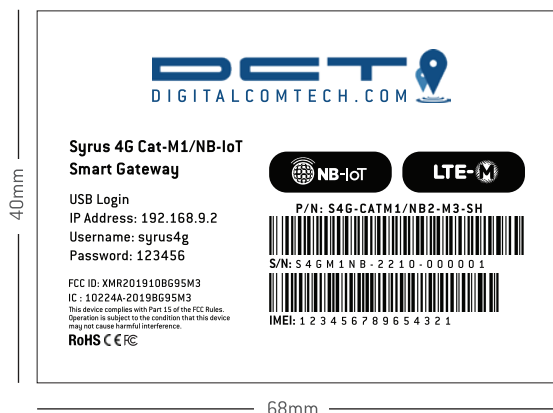 DCT
DIGITALCOMTECH.COM
Syrus 4G Cat-M1/NB-IoT
Smart Gateway
USB Login
IP Address: 192.168.9.2
Username: syrus4g
Password: 123456
FCC ID: XMR201910BG95M3
IC : 10224A-2019BG95M3
This device complies with Part 15 of the FCC Rules.
Operation is subject to the condition that this device
may not cause harmful interference.
RoHS CE FC
NB-IoT
LTE-M
P/N: S4G-CATM1/NB2-M3-SH
S/N: S4GM1NB-2210-000001
IMEI: 123456789654321
40mm
68mm